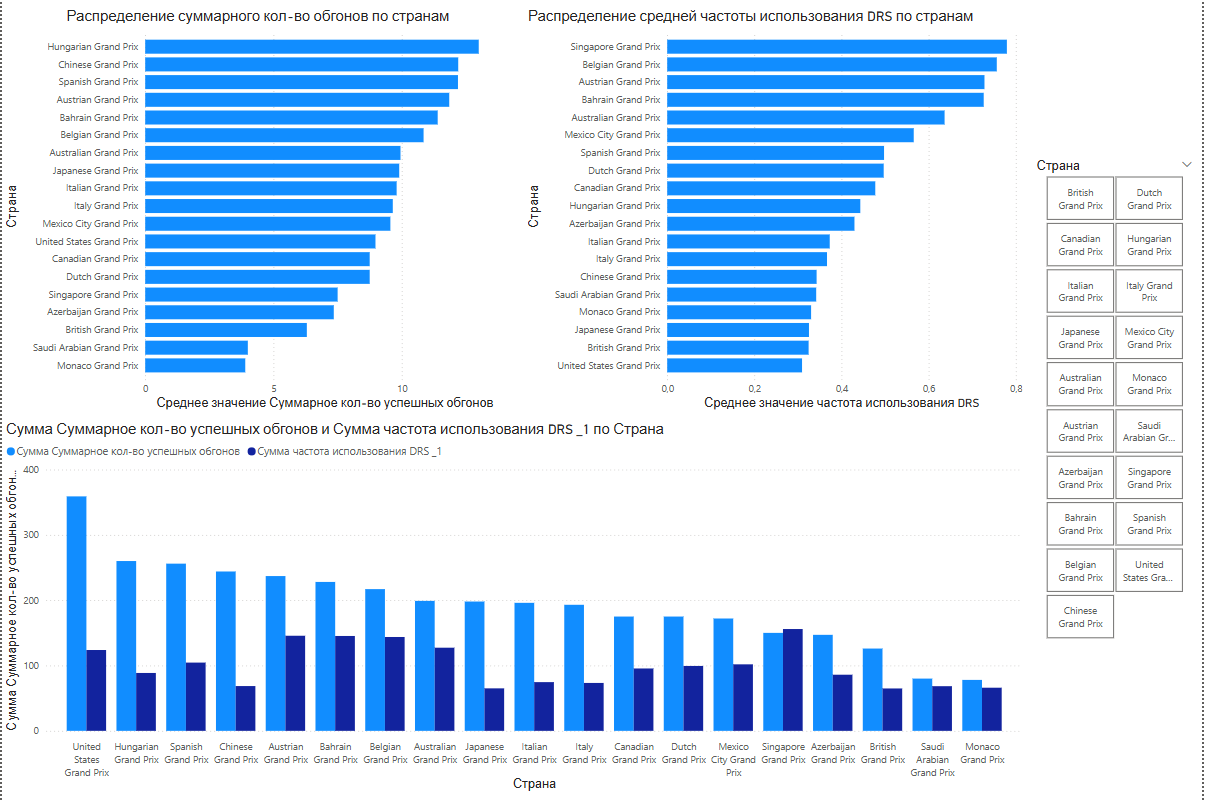 Распределение суммарного кол-во обгонов по странам
Страна
Hungarian Grand Prix
Chinese Grand Prix
Spanish Grand Prix
Austrian Grand Prix
Bahrain Grand Prix
Belgian Grand Prix
Australian Grand Prix
Japanese Grand Prix
Italian Grand Prix
Italy Grand Prix
Mexico City Grand Prix
United States Grand Prix
Canadian Grand Prix
Dutch Grand Prix
Singapore Grand Prix
Azerbaijan Grand Prix
British Grand Prix
Saudi Arabian Grand Prix
Monaco Grand Prix
0 5 10
Среднее значение Суммарное кол-во успешных обгонов
Распределение средней частоты использования DRS по странам
Страна
Singapore Grand Prix
Belgian Grand Prix
Austrian Grand Prix
Bahrain Grand Prix
Australian Grand Prix
Mexico City Grand Prix
Spanish Grand Prix
Dutch Grand Prix
Canadian Grand Prix
Hungarian Grand Prix
Azerbaijan Grand Prix
Italian Grand Prix
Italy Grand Prix
Chinese Grand Prix
Saudi Arabian Grand Prix
Monaco Grand Prix
Japanese Grand Prix
British Grand Prix
United States Grand Prix
0,0 0,2 0,4 0,6 0,8
Среднее значение частота использования DRS
Страна
British
Grand Prix
Dutch
Grand Prix
Canadian
Grand Prix
Hungarian
Grand Prix
Italian
Grand Prix
Italy Grand
Prix
Japanese
Grand Prix
Mexico City
Grand Prix
Australian
Grand Prix
Monaco
Grand Prix
Austrian
Grand Prix
Saudi
Arabian Gr...
Azerbaijan
Grand Prix
Singapore
Grand Prix
Bahrain
Grand Prix
Spanish
Grand Prix
Belgian
Grand Prix
United
States Gra...
Chinese
Grand Prix
Сумма Суммарное кол-во успешных обгонов и Сумма частота использования DRS _1 по Страна
Сумма Суммарное кол-во успешных обгонов Сумма частота использования DRS _1
Сумма Суммарное кол-во успешных обгон...
400
300
200
100
0
United
States
Grand Prix
Hungarian
Grand Prix
Spanish
Grand Prix
Chinese
Grand Prix
Austrian
Grand Prix
Bahrain
Grand Prix
Belgian
Grand Prix
Australian
Grand Prix
Japanese
Grand Prix
Italian
Grand Prix
Italy
Grand Prix
Canadian
Grand Prix
Dutch
Grand Prix
Mexico
City Grand
Prix
Singapore
Grand Prix
Azerbaijan
Grand Prix
British
Grand Prix
Saudi
Arabian
Grand Prix
Monaco
Grand Prix
Страна